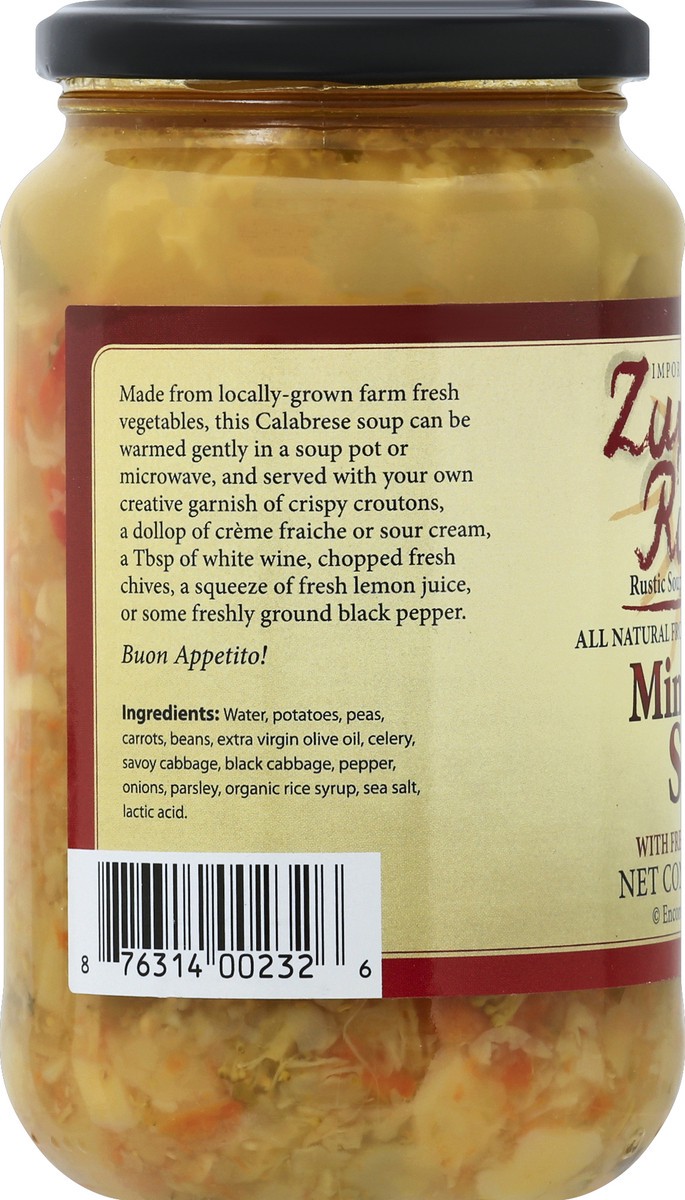 Made from locally-grown farm fresh
vegetables, this Calabrese soup can be
warmed gently in a soup pot or
microwave, and served with your own
creative garnish of crispy croutons,
a dollop of crème fraiche or sour cream,
a Tbsp of white wine, chopped fresh
chives, a squeeze of fresh lemon juice,
or some freshly ground black pepper.
Buon Appetito!
Ingredients: Water, potatoes, peas,
carrots, beans, extra virgin olive oil, celery,
savoy cabbage, black cabbage, pepper,
onions, parsley, organic rice syrup, sea salt,
lactic acid.
8 76314 00232 6
Rustic
ALL NATURAL
WITH
NET
©